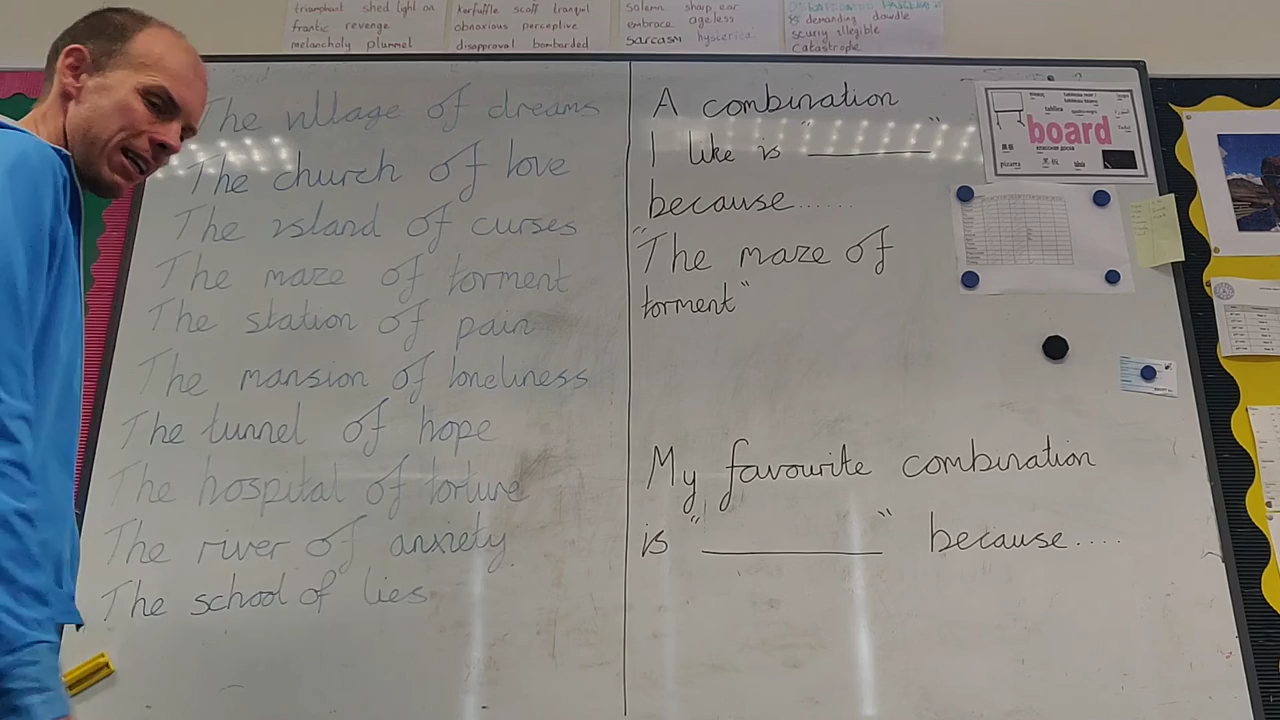 triumphant shed light on
frantic revenge
melancholy plummet
kerfuffle scoff tranquil
obnoxious perceptive
disapproval bombarded
solemn sharp ear
embrace ageless
sarcasm hysterical
demanding dawdle
scurry illegible
catastrophe
The village of dreams
The church of love
The island of curses
The maze of torment
The station of pain
The mansion of loneliness
The tunnel of hope
The hospital of torture
The river of anxiety
The school of lies
A combination
I like is "__________"
because......
"The maze of
torment"
My favourite combination
is "__________" because....
board
pizarra